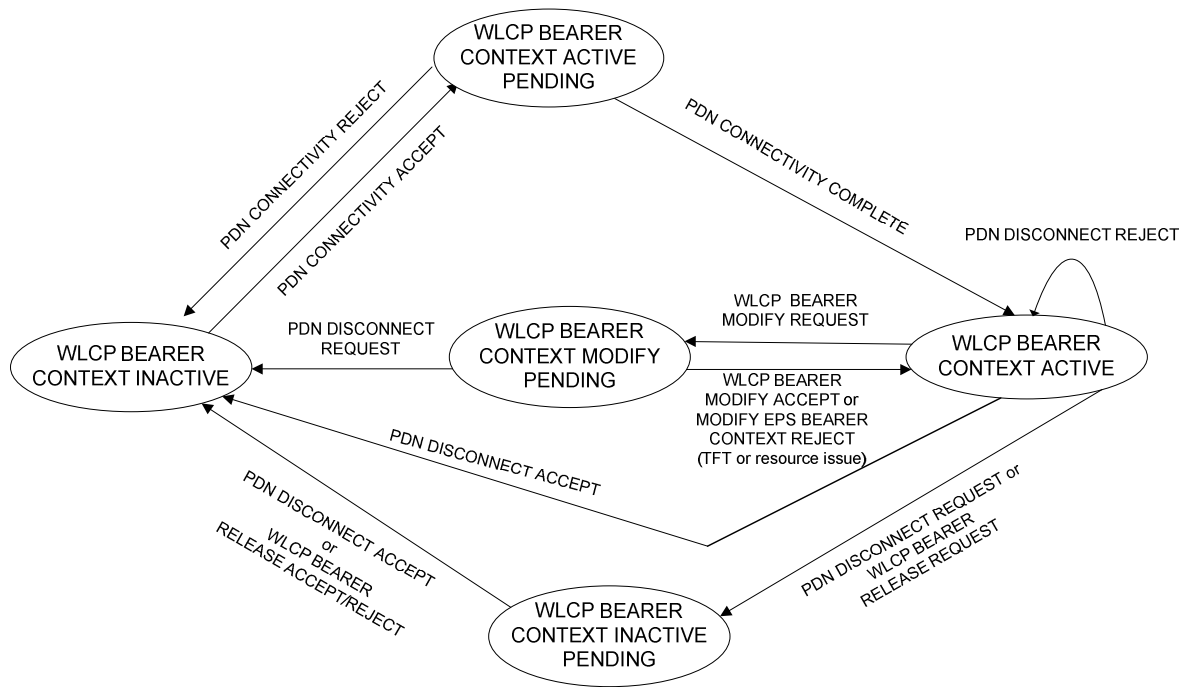 WLCP BEARER
CONTEXT ACTIVE
PENDING
PDN CONNECTIVITY REJECT
PDN CONNECTIVITY ACCEPT
PDN CONNECTIVITY COMPLETE
PDN DISCONNECT REJECT
WLCP BEARER
CONTEXT INACTIVE
PDN DISCONNECT
REQUEST
WLCP BEARER
CONTEXT MODIFY
PENDING
WLCP BEARER
MODIFY REQUEST
WLCP BEARER
CONTEXT ACTIVE
WLCP BEARER
MODIFY ACCEPT or
MODIFY EPS BEARER
CONTEXT REJECT
(TFT or resource issue)
PDN DISCONNECT ACCEPT
PDN DISCONNECT ACCEPT
or
WLCP BEARER
RELEASE ACCEPT/REJECT
PDN DISCONNECT REQUEST or
WLCP BEARER
RELEASE REQUEST
WLCP BEARER
CONTEXT INACTIVE
PENDING